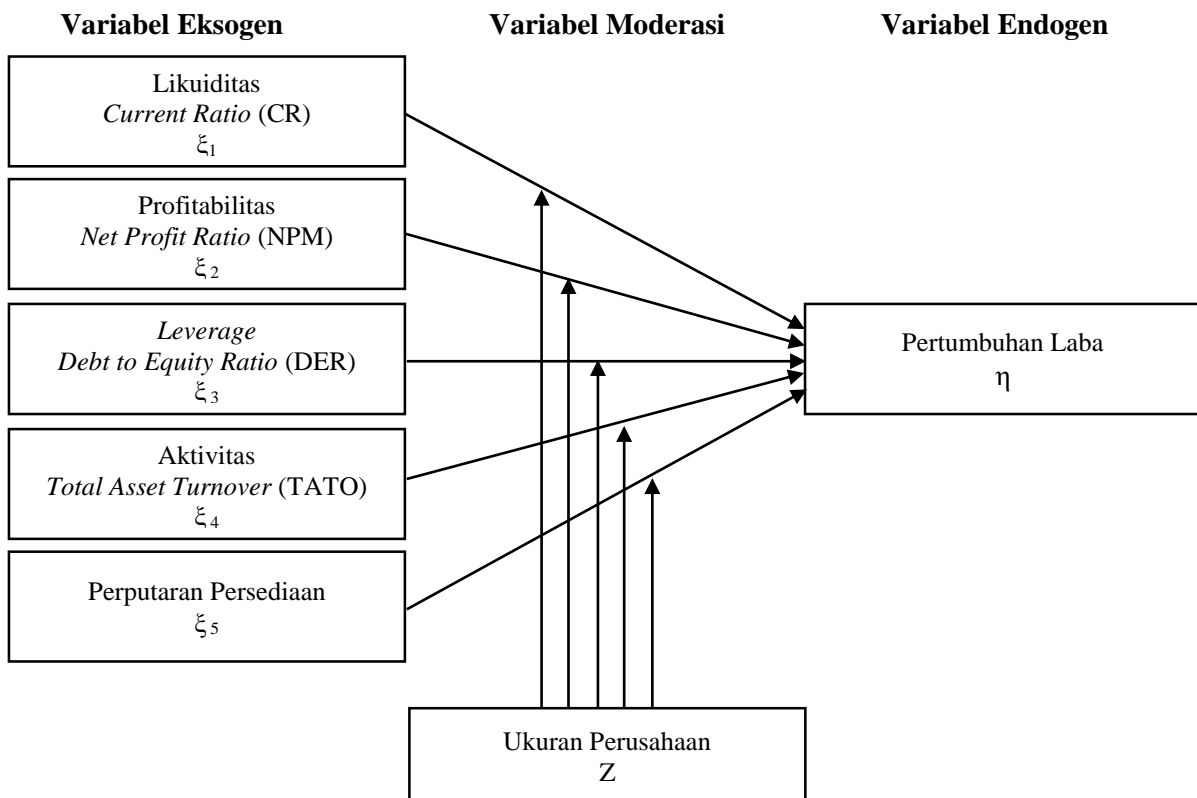 Variabel Eksogen
Variabel Moderasi
Variabel Endogen
Likuiditas
Current Ratio (CR)
ξ1
Profitabilitas
Net Profit Ratio (NPM)
ξ2
Leverage
Debt to Equity Ratio (DER)
ξ3
Aktivitas
Total Asset Turnover (TATO)
ξ4
Perputaran Persediaan
ξ5
Pertumbuhan Laba
η
Ukuran Perusahaan
Z